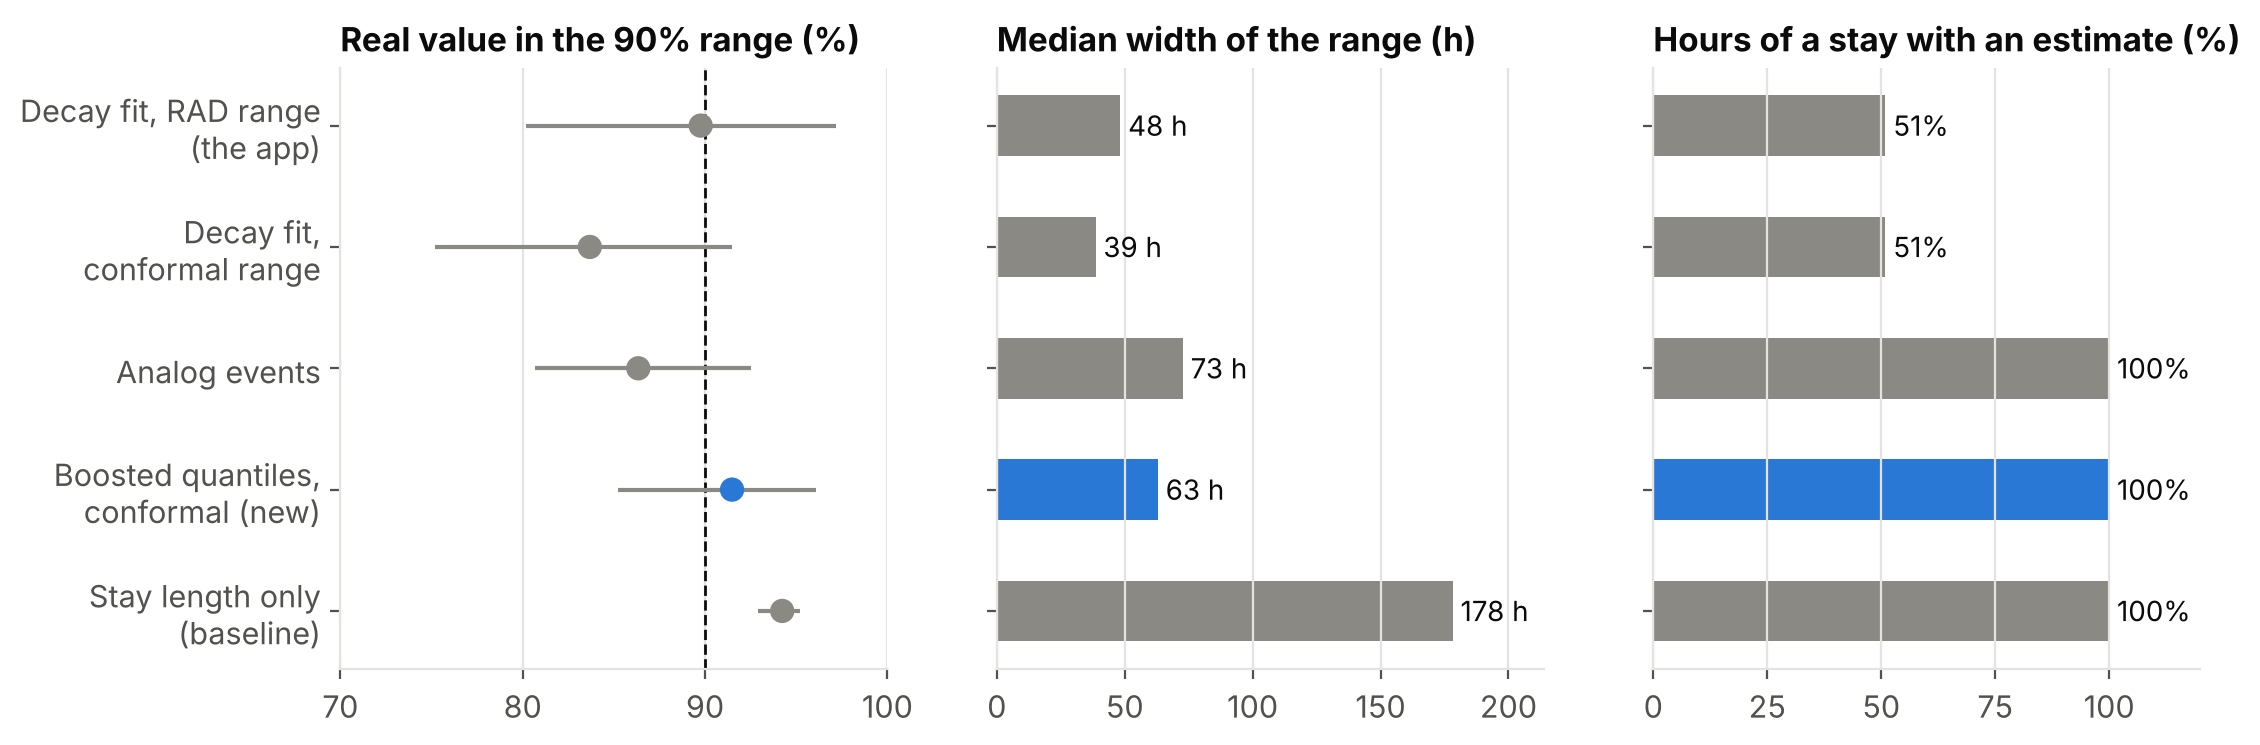 Real value in the 90% range (%)
Median width of the range (h)
Hours of a stay with an estimate (%)
Decay fit, RAD range
(the app)
48 h
51%
Decay fit,
conformal range
39 h
51%
Analog events
73 h
100%
Boosted quantiles,
conformal (new)
63 h
100%
Stay length only
(baseline)
178 h
100%
70 80 90 100
0 50 100 150 200
0 25 50 75 100